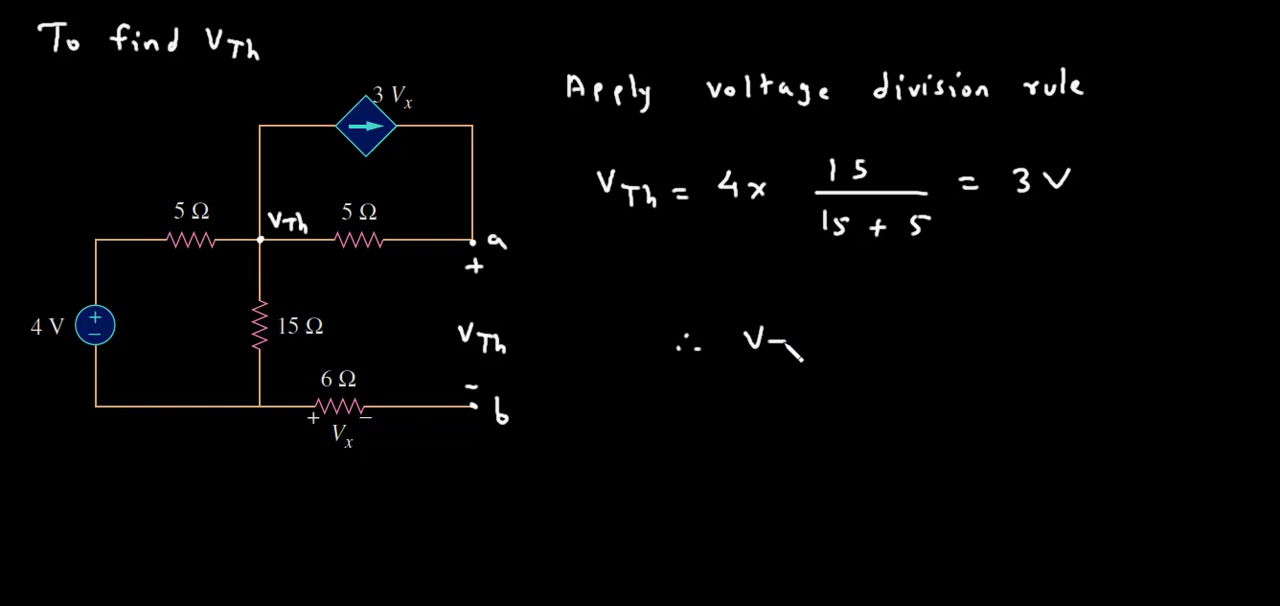 To find VTh
Apply voltage division rule
VTh = 4x 15 / 15 + 5 = 3 V
3 Vx
5 Ω
VTh
5 Ω
a
+
4 V
+
−
15 Ω
VTh
-
b
6 Ω
+ −
Vx
∴ V